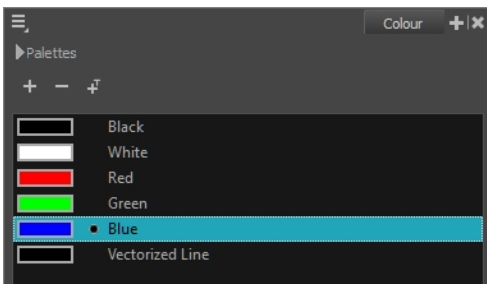 Colour
Palettes
Black
White
Red
Green
Blue
Vectorized Line